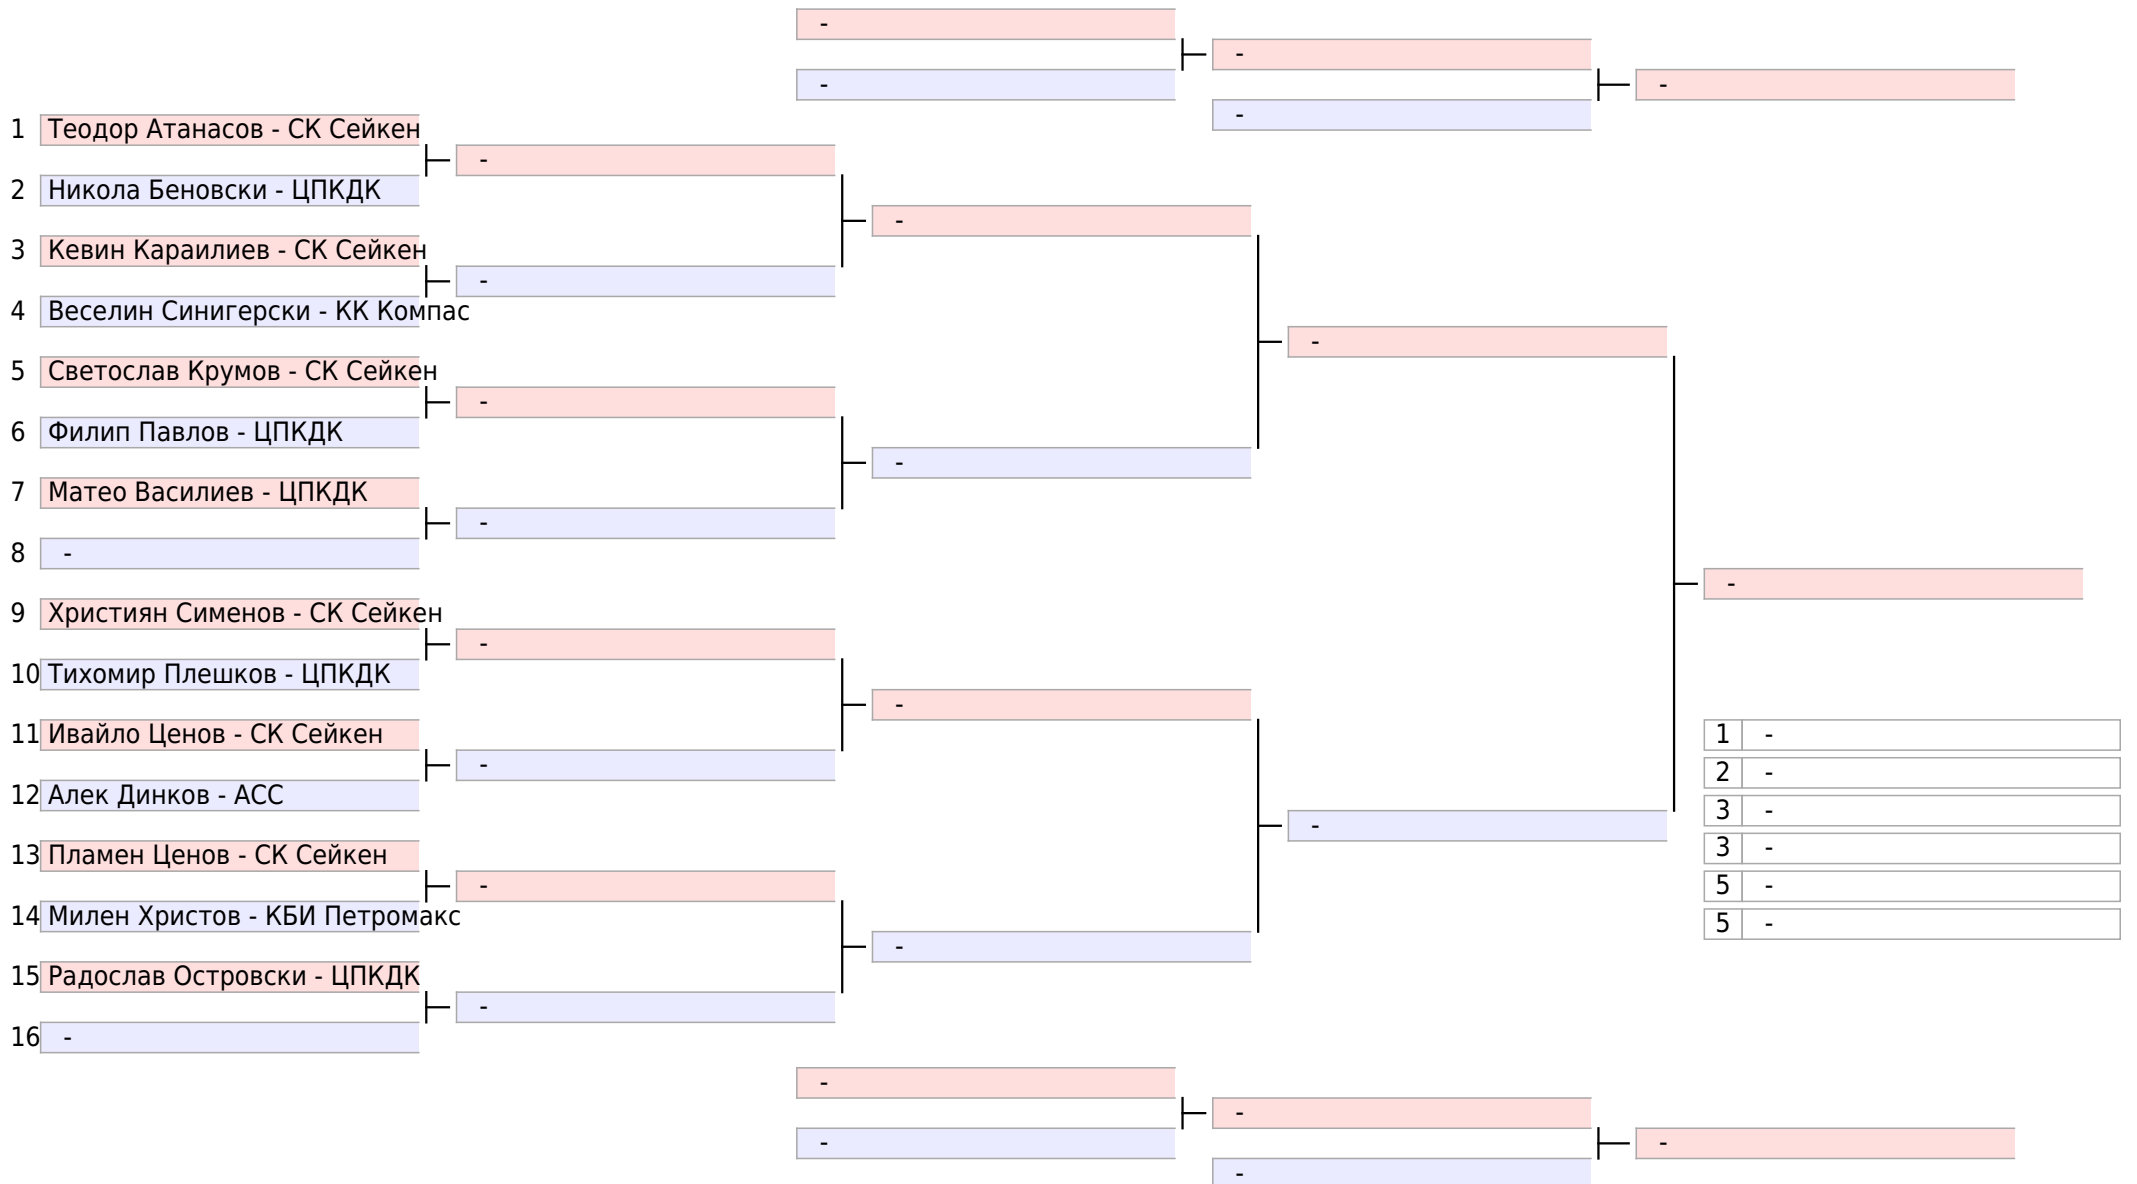 -
-
-
-
-
1 Теодор Атанасов - СК Сейкен
-
2 Никола Беновски - ЦПКДК
-
3 Кевин Караилиев - СК Сейкен
-
4 Веселин Синигерски - КК Компас
-
5 Светослав Крумов - СК Сейкен
-
6 Филип Павлов - ЦПКДК
-
7 Матео Василиев - ЦПКДК
-
8 -
-
9 Християн Сименов - СК Сейкен
-
10 Тихомир Плешков - ЦПКДК
-
11 Ивайло Ценов - СК Сейкен
-
12 Алек Динков - АСС
-
13 Пламен Ценов - СК Сейкен
-
14 Милен Христов - КБИ Петромакс
-
15 Радослав Островски - ЦПКДК
-
16 -
1 -
2 -
3 -
3 -
5 -
5 -
-
-
-
-
-